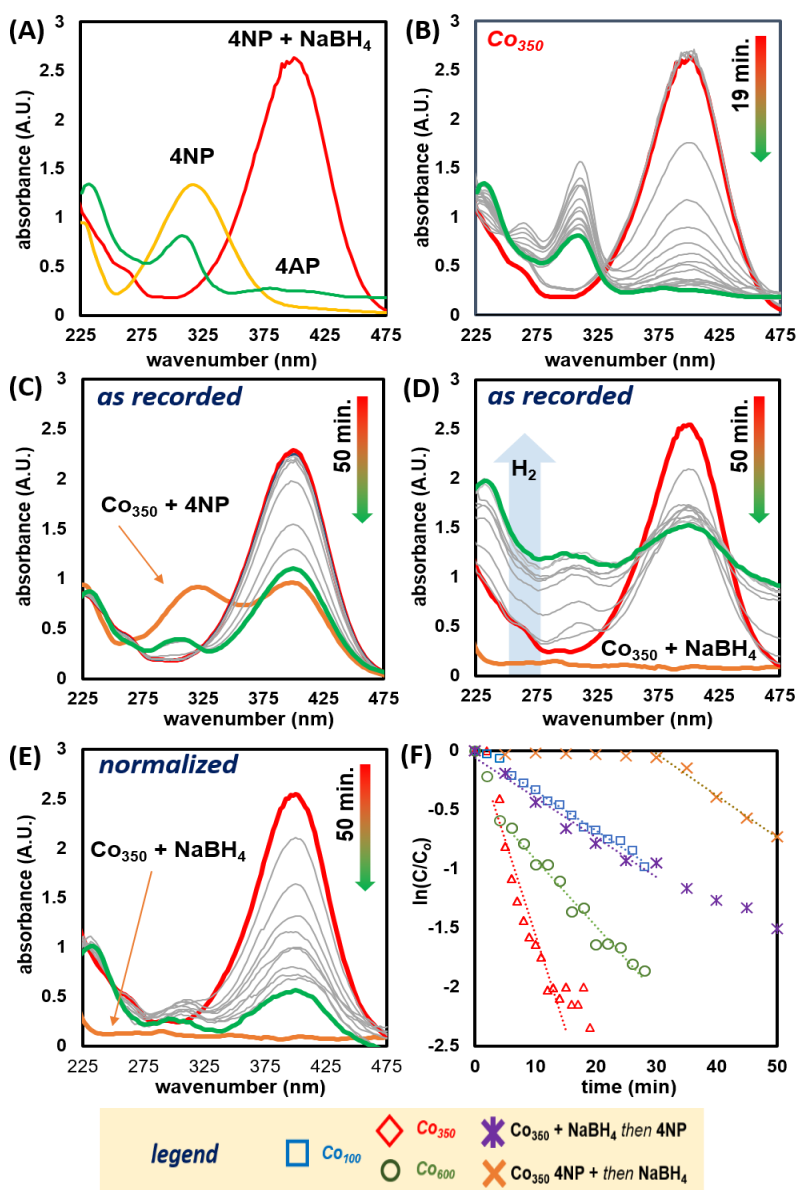 (A)
4NP + NaBH4
4NP
4AP
absorbance (A.U.)
3
2.5
2
1.5
1
0.5
0
225 275 325 375 425 475
wavenumber (nm)
(B)
Co350
19 min.
absorbance (A.U.)
3
2.5
2
1.5
1
0.5
0
225 275 325 375 425 475
wavenumber (nm)
(C)
as recorded
50 min.
Co350 + 4NP
absorbance (A.U.)
3
2.5
2
1.5
1
0.5
0
225 275 325 375 425 475
wavenumber (nm)
(D)
as recorded
50 min.
H2
Co350 + NaBH4
absorbance (A.U.)
3
2.5
2
1.5
1
0.5
0
225 275 325 375 425 475
wavenumber (nm)
(E)
normalized
50 min.
Co350 + NaBH4
absorbance (A.U.)
3
2.5
2
1.5
1
0.5
0
225 275 325 375 425 475
wavenumber (nm)
(F)
ln(C/Co)
0
-0.5
-1.0
-1.5
-2
-2.5
0 10 20 30 40 50
time (min)
legend
Co100
Co350
Co600
Co350 + NaBH4 then 4NP
Co350 4NP + then NaBH4